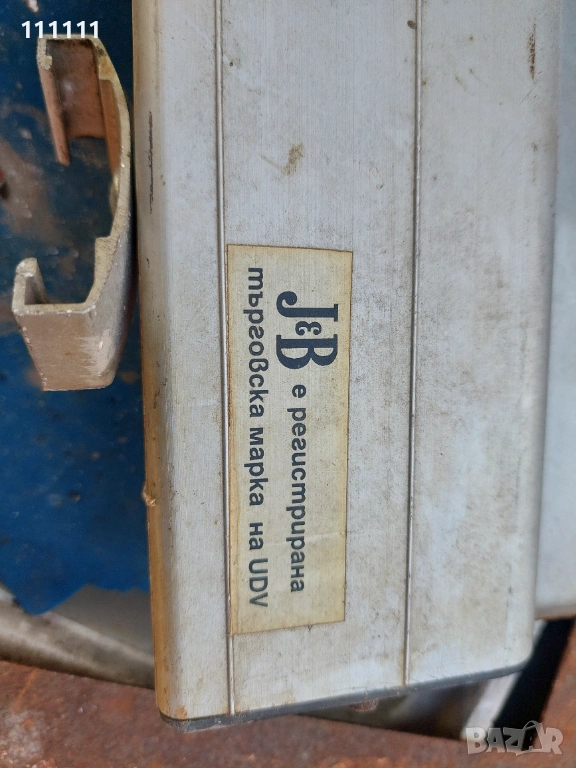 111111
J&B е регистрирана
търговска марка на UDV
BAZAR